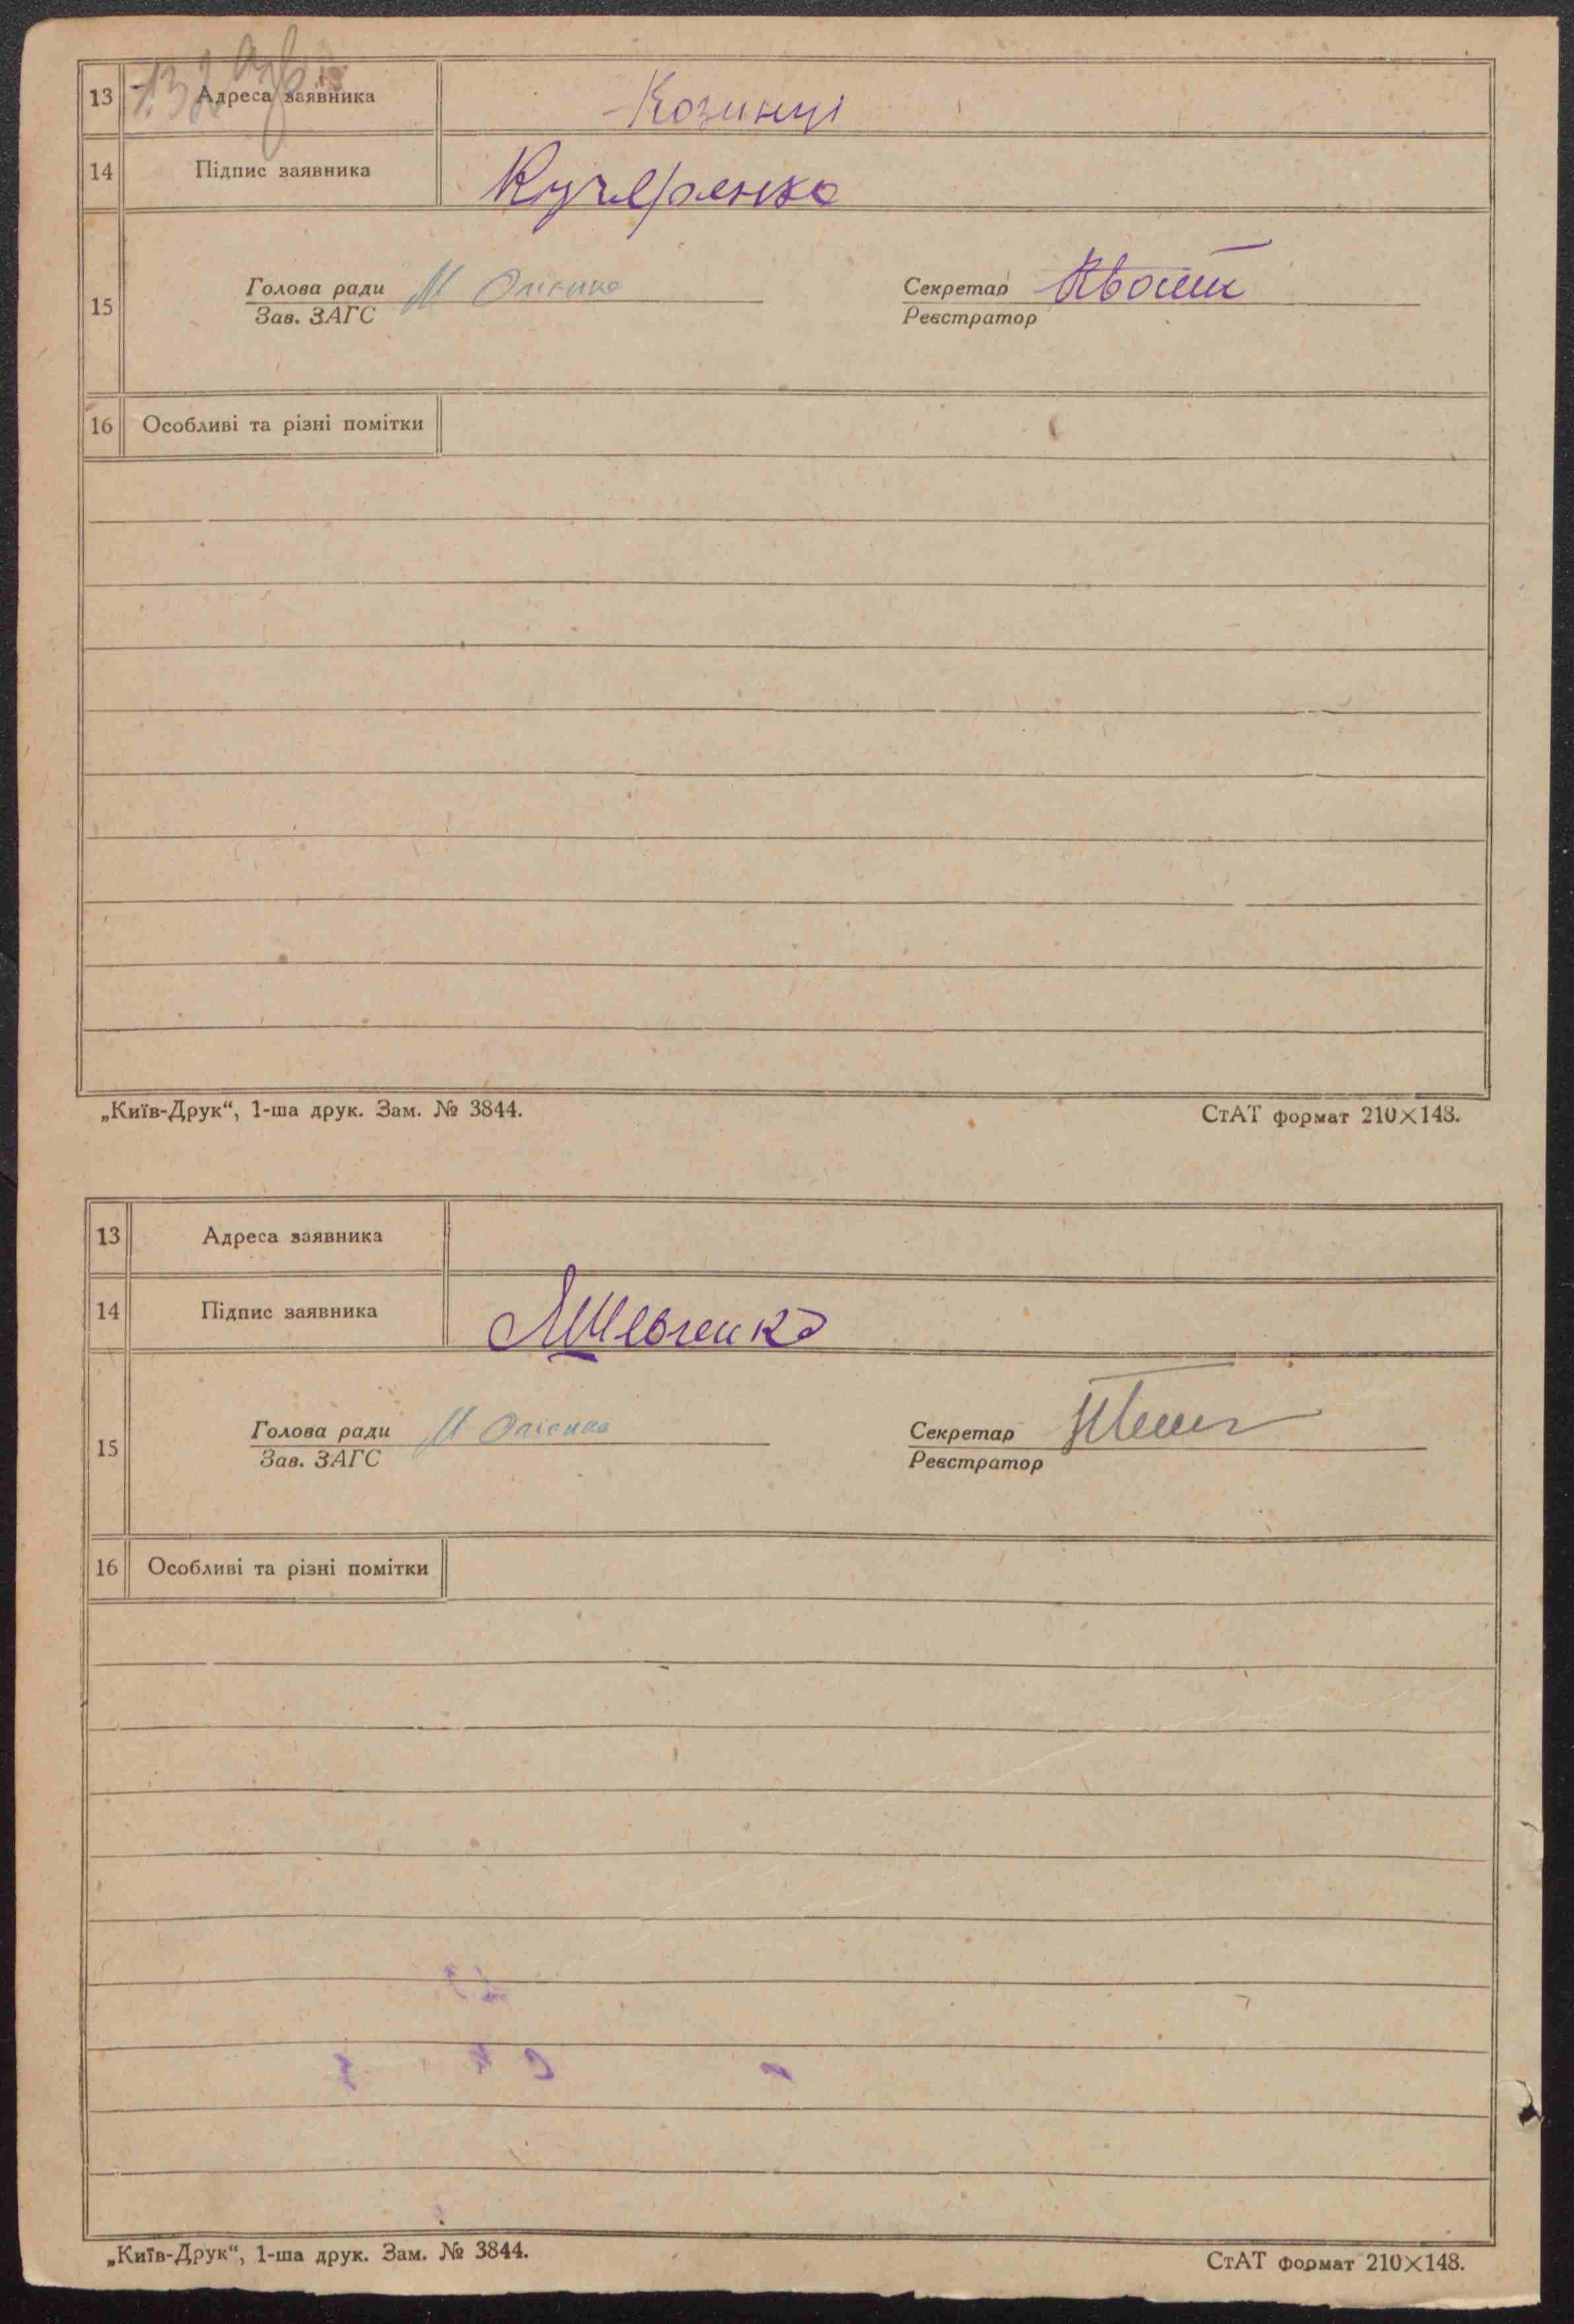 13 Адреса заявника Козинці
14 Підпис заявника Кучеренко
15 Голова ради М Олієнко Секретар
Зав. ЗАГС Реєстратор
16 Особливі та різні помітки
„Київ-Друк“, 1-ша друк. Зам. № 3844. СтАТ формат 210×148.
13 Адреса заявника
14 Підпис заявника
15 Голова ради М Олієнко Секретар
Зав. ЗАГС Реєстратор
16 Особливі та різні помітки
„Київ-Друк“, 1-ша друк. Зам. № 3844. СтАТ формат 210×148.